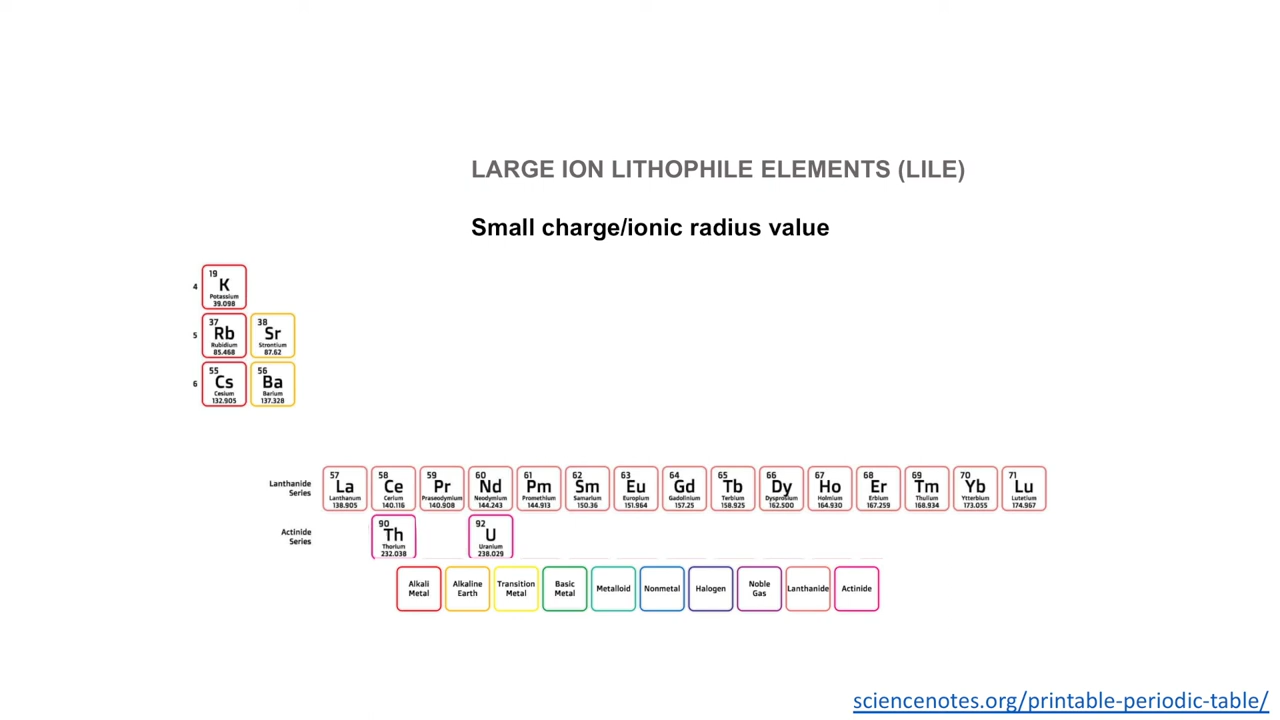 LARGE ION LITHOPHILE ELEMENTS (LILE)
Small charge/ionic radius value
4
19
K
Potassium
39.098
5
37
Rb
Rubidium
85.468
38
Sr
Strontium
87.62
6
55
Cs
Cesium
132.905
56
Ba
Barium
137.328
Lanthanide
Series
57
La
Lanthanum
138.905
58
Ce
Cerium
140.116
59
Pr
Praseodymium
140.908
60
Nd
Neodymium
144.243
61
Pm
Promethium
144.913
62
Sm
Samarium
150.36
63
Eu
Europium
151.964
64
Gd
Gadolinium
157.25
65
Tb
Terbium
158.925
66
Dy
Dysprosium
162.500
67
Ho
Holmium
164.930
68
Er
Erbium
167.259
69
Tm
Thulium
168.934
70
Yb
Ytterbium
173.055
71
Lu
Lutetium
174.967
Actinide
Series
90
Th
Thorium
232.038
92
U
Uranium
238.029
Alkali
Metal
Alkaline
Earth
Transition
Metal
Basic
Metal
Metalloid
Nonmetal
Halogen
Noble
Gas
Lanthanide
Actinide
sciencenotes.org/printable-periodic-table/